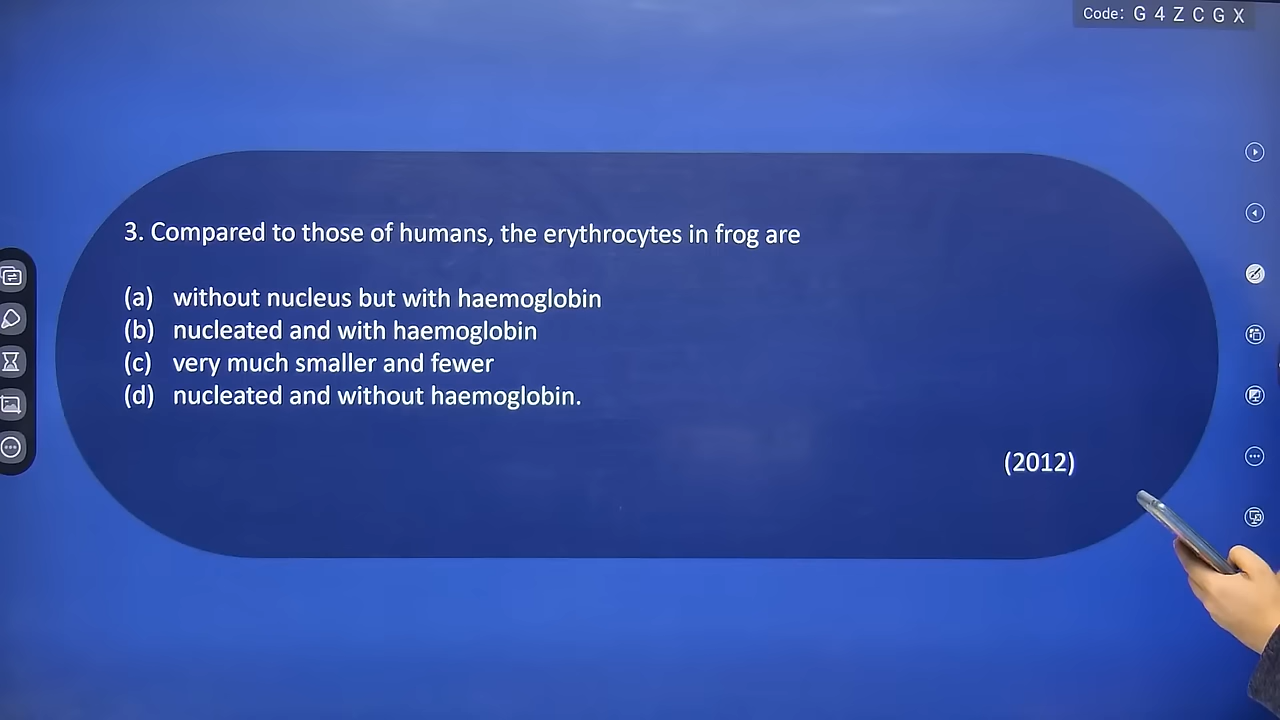 Code: G 4 Z C G X
3. Compared to those of humans, the erythrocytes in frog are
(a) without nucleus but with haemoglobin
(b) nucleated and with haemoglobin
(c) very much smaller and fewer
(d) nucleated and without haemoglobin.
(2012)